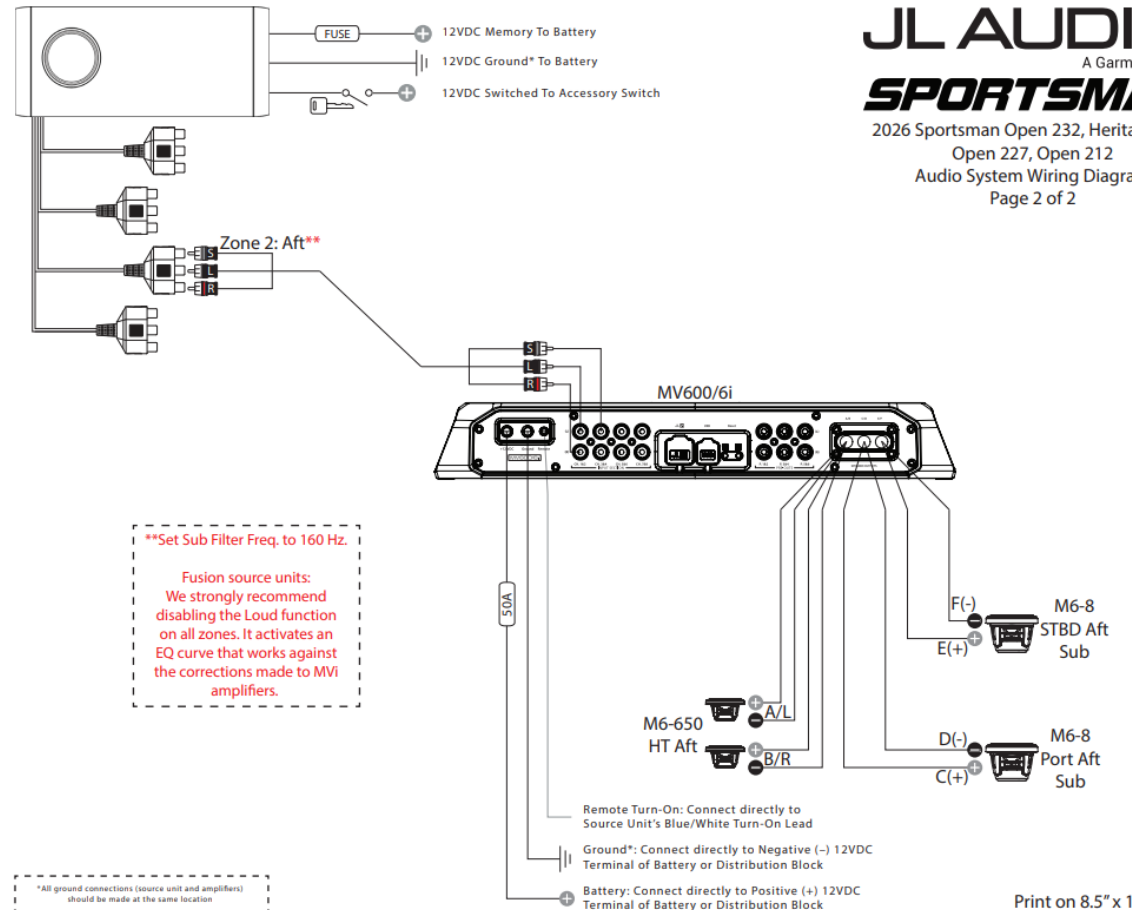 JL AUDI
A Garm
SPORTSMA
2026 Sportsman Open 232, Herita
Open 227, Open 212
Audio System Wiring Diagra
Page 2 of 2
FUSE
12VDC Memory To Battery
12VDC Ground* To Battery
12VDC Switched To Accessory Switch
Zone 2: Aft**
S
L
R
S
L
R
MV600/6i
**Set Sub Filter Freq. to 160 Hz.
Fusion source units:
We strongly recommend
disabling the Loud function
on all zones. It activates an
EQ curve that works against
the corrections made to MVi
amplifiers.
50A
F(-)
E(+)
M6-8
STBD Aft
Sub
M6-650
HT Aft
A/L
B/R
D(-)
C(+)
M6-8
Port Aft
Sub
Remote Turn-On: Connect directly to
Source Unit's Blue/White Turn-On Lead
Ground*: Connect directly to Negative (–) 12VDC
Terminal of Battery or Distribution Block
Battery: Connect directly to Positive (+) 12VDC
Terminal of Battery or Distribution Block
*All ground connections (source unit and amplifiers)
should be made at the same location
Print on 8.5" x 1